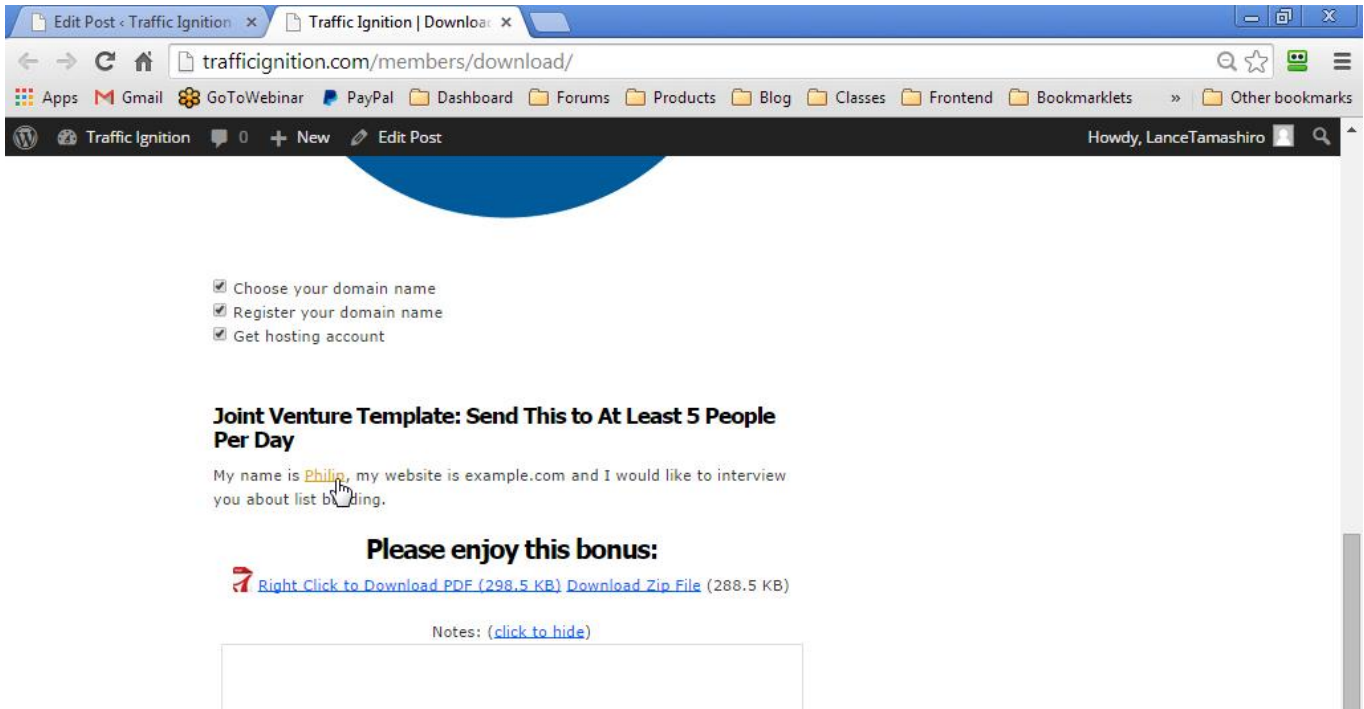 Edit Post ‹ Traffic Ignition
Traffic Ignition | Download
trafficignition.com/members/download/
Apps Gmail GoToWebinar PayPal Dashboard Forums Products Blog Classes Frontend Bookmarklets » Other bookmarks
Traffic Ignition 0 + New Edit Post Howdy, LanceTamashiro
Choose your domain name
Register your domain name
Get hosting account
Joint Venture Template: Send This to At Least 5 People
Per Day
My name is Philip, my website is example.com and I would like to interview
you about list building.
Please enjoy this bonus:
Right Click to Download PDF (298.5 KB) Download Zip File (288.5 KB)
Notes: (click to hide)